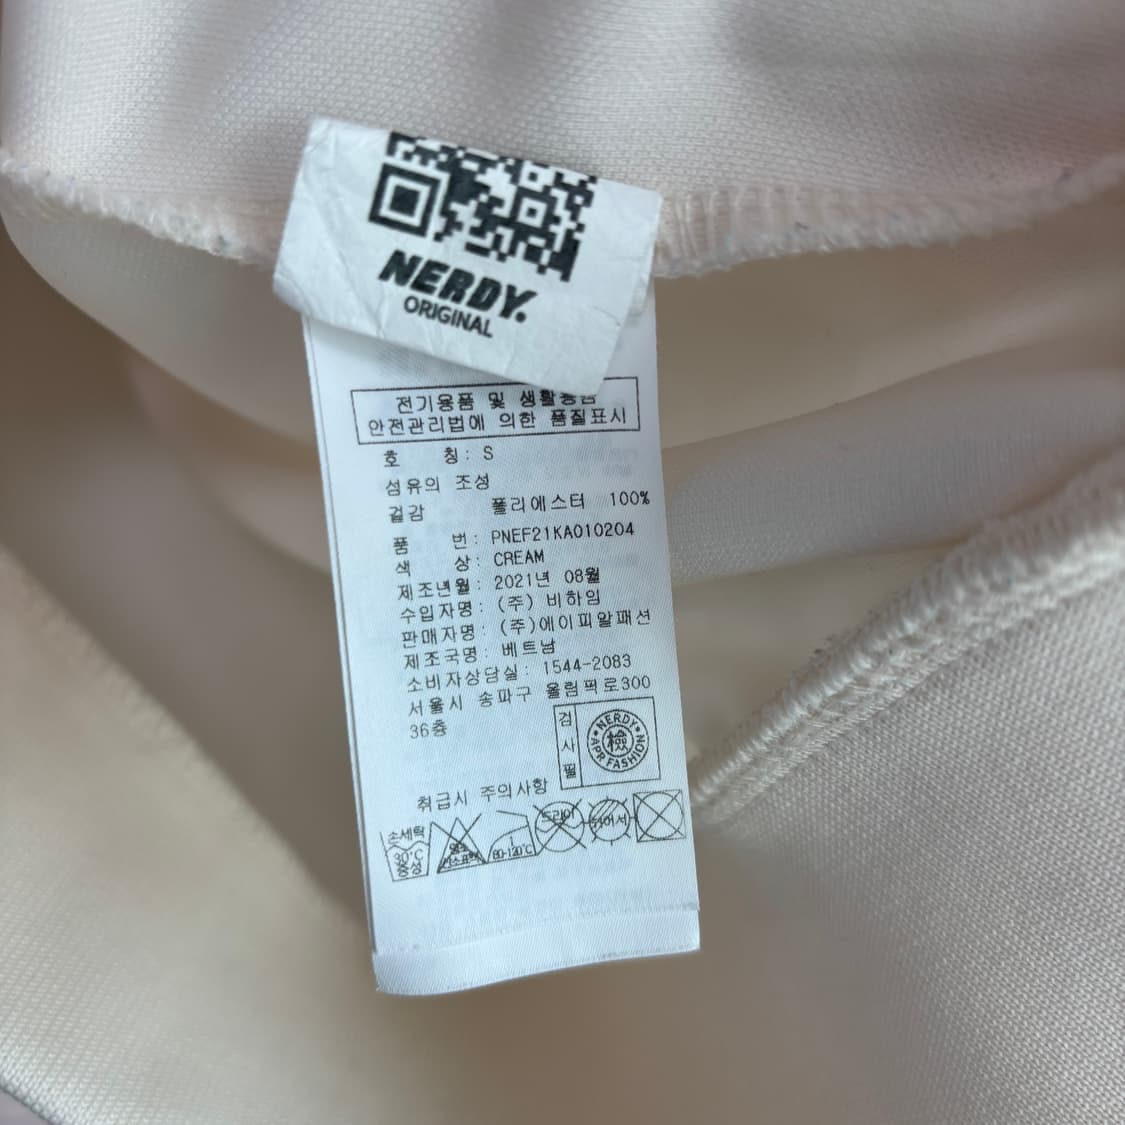 NERDY.
ORIGINAL
전기용품 및 생활용품
안전관리법에 의한 품질표시
호 칭: S
섬유의 조성
겉감 폴리에스터 100%
품 번: PNEF21KA010204
색 상: CREAM
제조년월: 2021년 08월
수입자명: (주) 비하임
판매자명: (주)에이피알패션
제조국명: 베트남
소비자상담실: 1544-2083
서울시 송파구 올림픽로300
36층
검사필
NERDY
檢
APR FASHION
취급시 주의사항
손세탁
30°C
중성
80-120°C
드라이